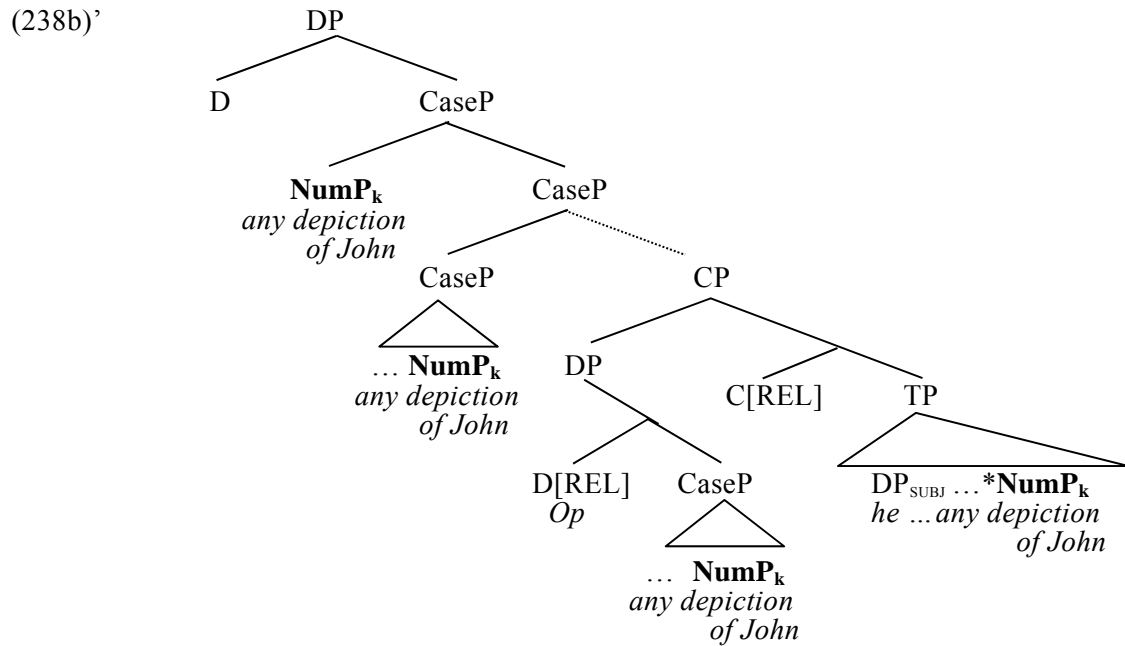 (238b)’ DP
D CaseP
NumPk CaseP
any depiction
of John
CaseP CP
… NumPk DP C[REL] TP
any depiction
of John
D[REL] CaseP DPSUBJ …*NumPk
Op he …any depiction
of John
… NumPk
any depiction
of John